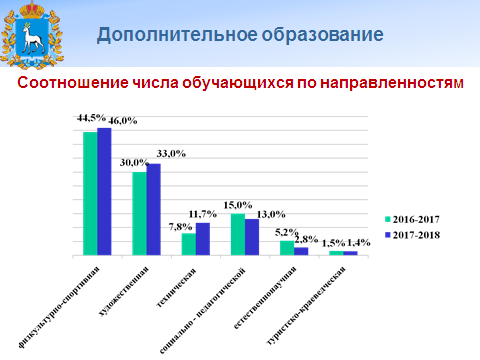 Дополнительное образование
Соотношение числа обучающихся по направленностям
44,5%
46,0%
30,0%
33,0%
7,8%
11,7%
15,0%
13,0%
5,2%
2,8%
1,5%
1,4%
2016-2017
2017-2018
физкультурно-спортивная
художественная
техническая
социально - педагогической
естественнонаучная
туристско-краеведческая